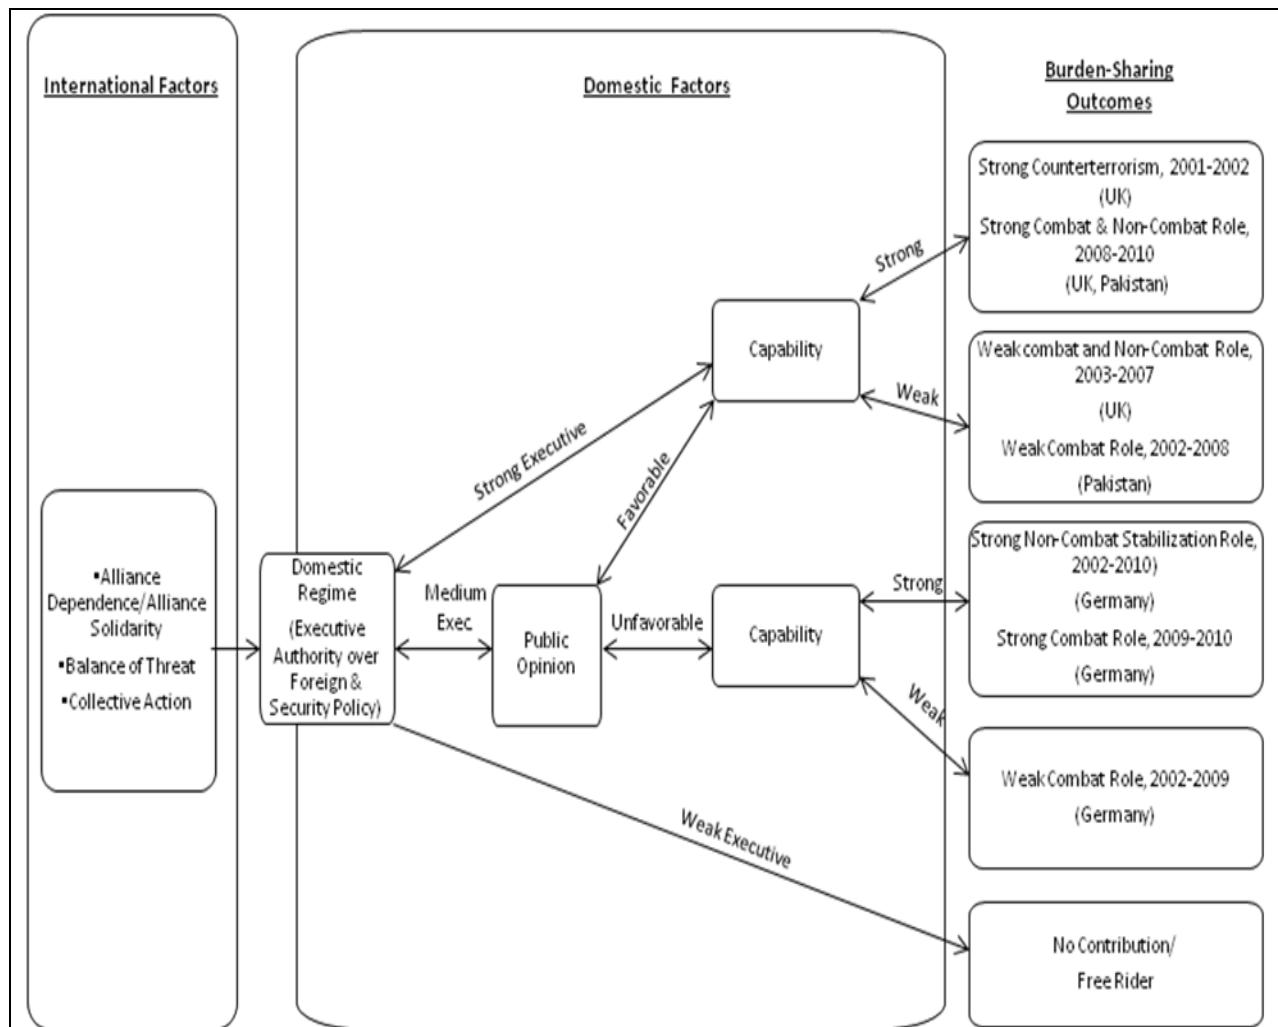 International Factors
Domestic Factors
Burden-Sharing
Outcomes
▪Alliance
Dependence/Alliance
Solidarity
▪Balance of Threat
▪Collective Action
Domestic
Regime
(Executive
Authority over
Foreign &
Security Policy)
Strong Executive
Medium
Exec
Weak Executive
Public
Opinion
Favorable
Unfavorable
Capability
Strong
Weak
Capability
Strong
Weak
Strong Counterterrorism, 2001-2002
(UK)
Strong Combat & Non-Combat Role,
2008-2010
(UK, Pakistan)
Weak combat and Non-Combat Role,
2003-2007
(UK)
Weak Combat Role, 2002-2008
(Pakistan)
Strong Non-Combat Stabilization Role,
2002-2010)
(Germany)
Strong Combat Role, 2009-2010
(Germany)
Weak Combat Role, 2002-2009
(Germany)
No Contribution/
Free Rider